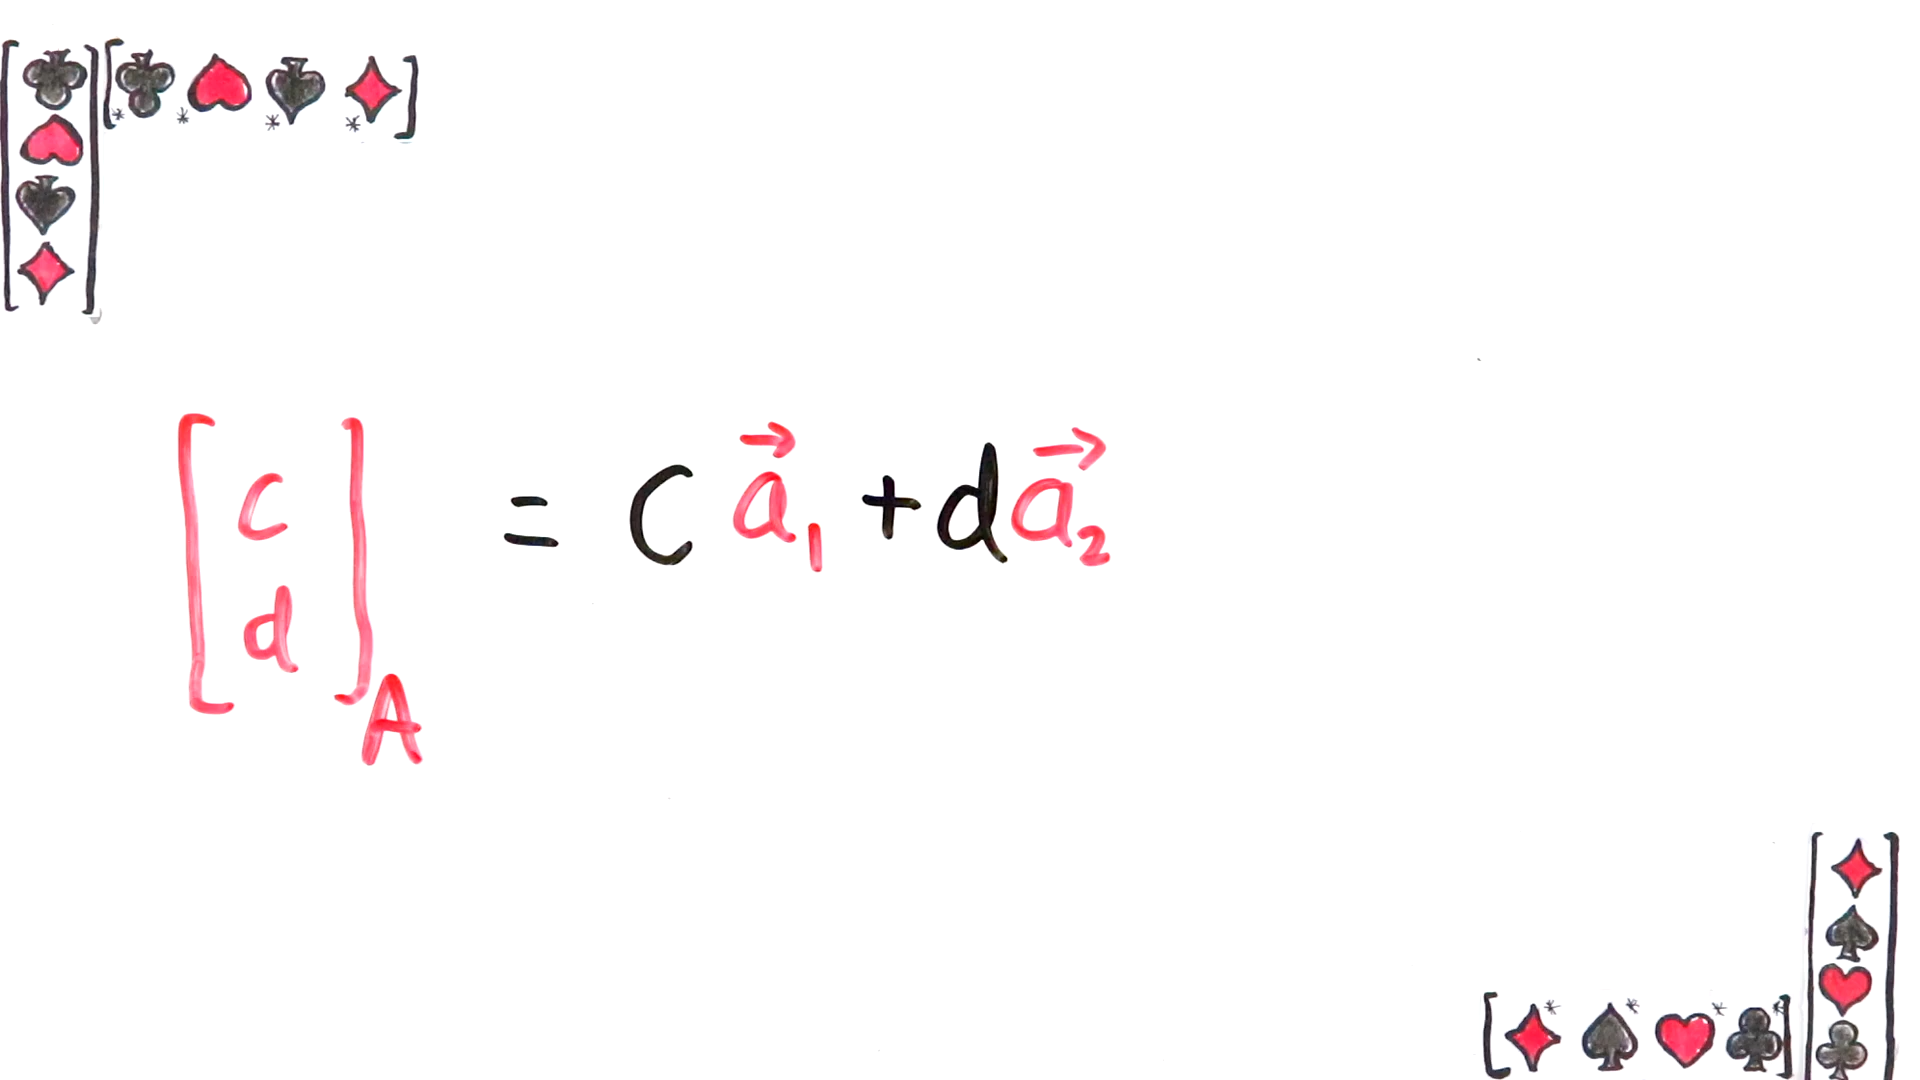 [♣ ♥ ♠ ♦] [*♣ *♥ *♠ *♦]
[c d]_A = c a⃗₁ + d a⃗₂
[♦* ♠* ♥* ♣*] [♦ ♠ ♥ ♣]